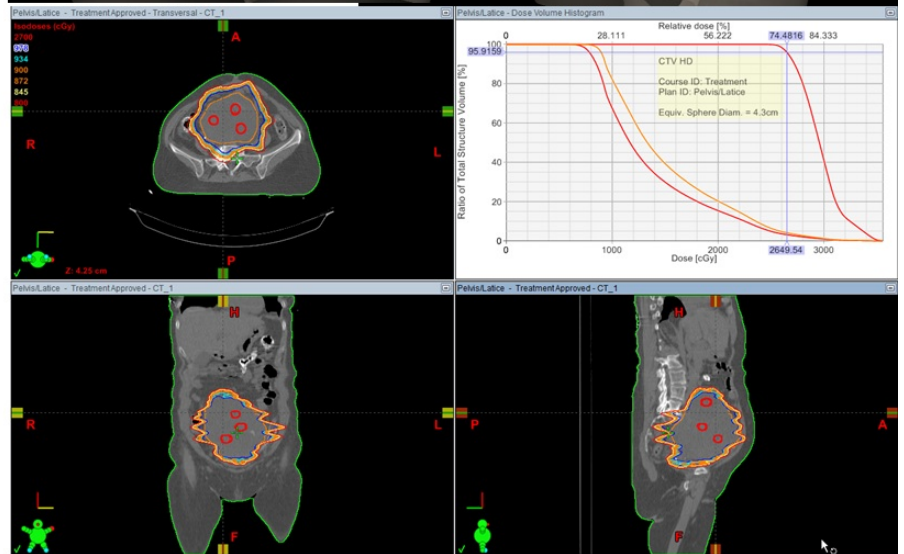 Pelvis/Latice - Treatment Approved - Transversal - CT_1
Isodoses (cGy)
2700
970
934
900
872
845
800
A
R
L
P
Z: 4.25 cm
Pelvis/Latice - Dose Volume Histogram
Relative dose [%]
0 28.111 56.222 74.4816 84.333
100
95.9159
80
60
40
20
0
Ratio of Total Structure Volume [%]
CTV HD
Course ID: Treatment
Plan ID: Pelvis/Latice
Equiv. Sphere Diam. = 4.3cm
0 1000 2000 2649.54 3000
Dose [cGy]
Pelvis/Latice - Treatment Approved - CT_1
H
R
L
F
Pelvis/Latice - Treatment Approved - CT_1
H
P
A
F